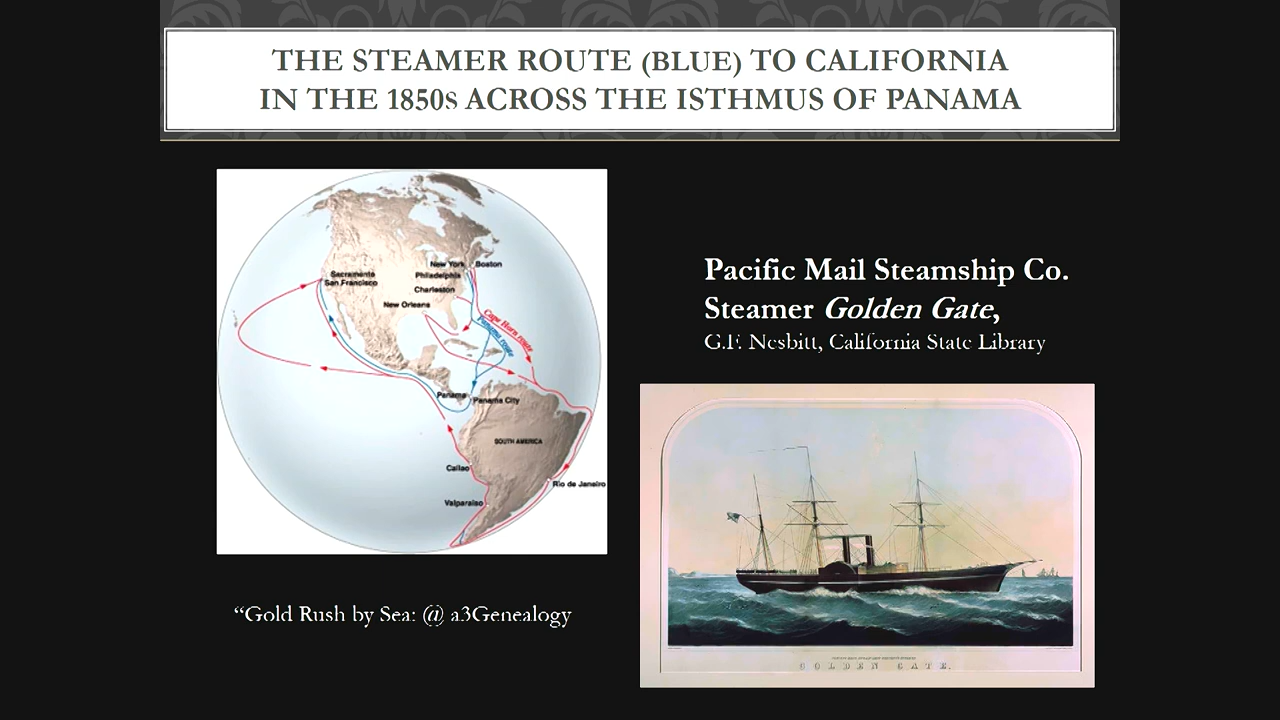 THE STEAMER ROUTE (BLUE) TO CALIFORNIA
IN THE 1850s ACROSS THE ISTHMUS OF PANAMA
New York
Boston
Philadelphia
Charleston
New Orleans
Sacramento
San Francisco
Cape Horn route
Panama route
Panama
Panama City
SOUTH AMERICA
Callao
Rio de Janeiro
Valparaiso
"Gold Rush by Sea: @ a3Genealogy
Pacific Mail Steamship Co.
Steamer Golden Gate,
G.F. Nesbitt, California State Library
GOLDEN GATE.